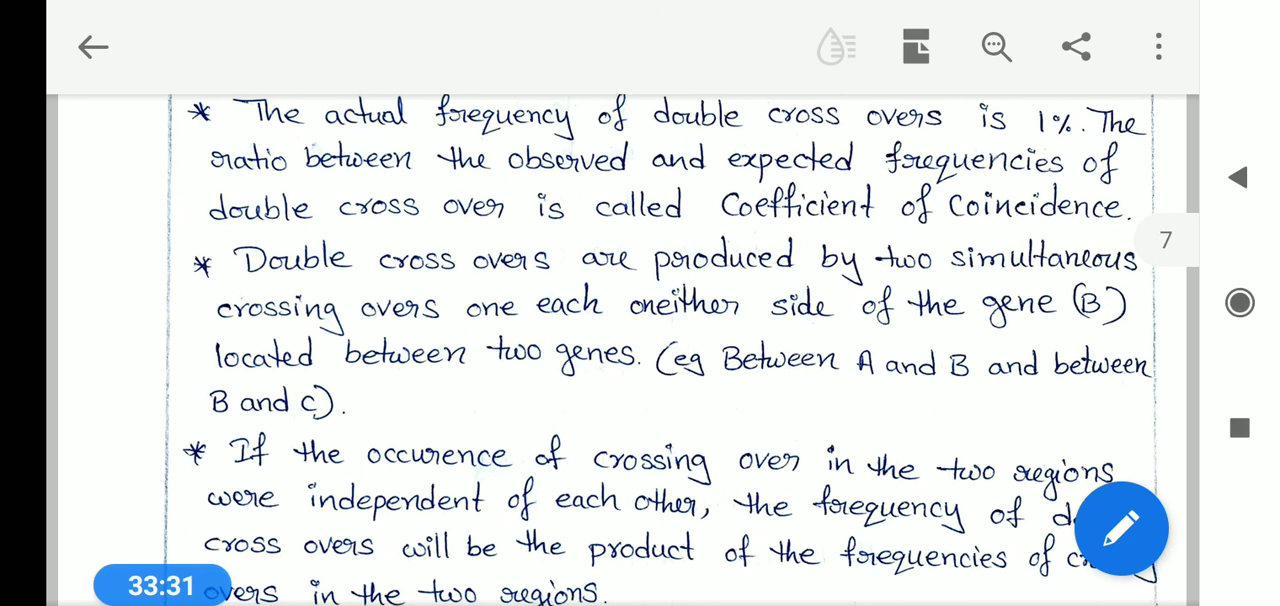 * The actual frequency of double cross overs is 1%. The
ratio between the observed and expected frequencies of
double cross over is called Coefficient of Coincidence.
7
* Double cross overs are produced by two simultaneous
crossing overs one each oneither side of the gene (B)
located between two genes. (eg Between A and B and between
B and C).
* If the occurence of crossing over in the two regions
were independent of each other, the frequency of
cross overs will be the product of the frequencies of
overs in the two regions.
33:31